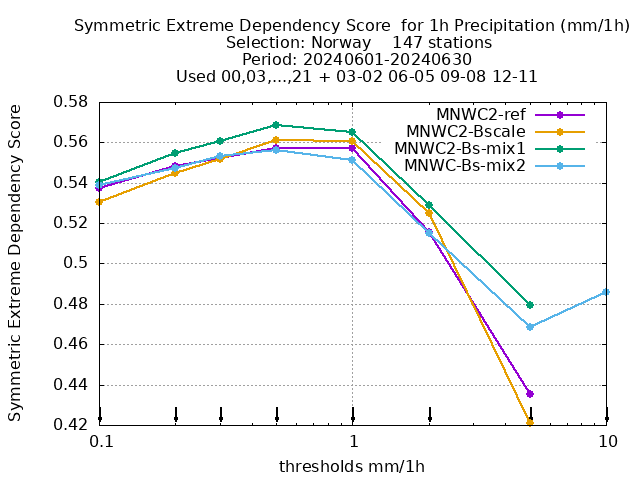 Symmetric Extreme Dependency Score  for 1h Precipitation (mm/1h)
Selection: Norway    147 stations
Period: 20240601-20240630
Used 00,03,...,21 + 03-02 06-05 09-08 12-11
Symmetric Extreme Dependency Score
0.58
0.56
0.54
0.52
0.5
0.48
0.46
0.44
0.42
MNWC2-ref
MNWC2-Bscale
MNWC2-Bs-mix1
MNWC-Bs-mix2
0.1 1 10
thresholds mm/1h